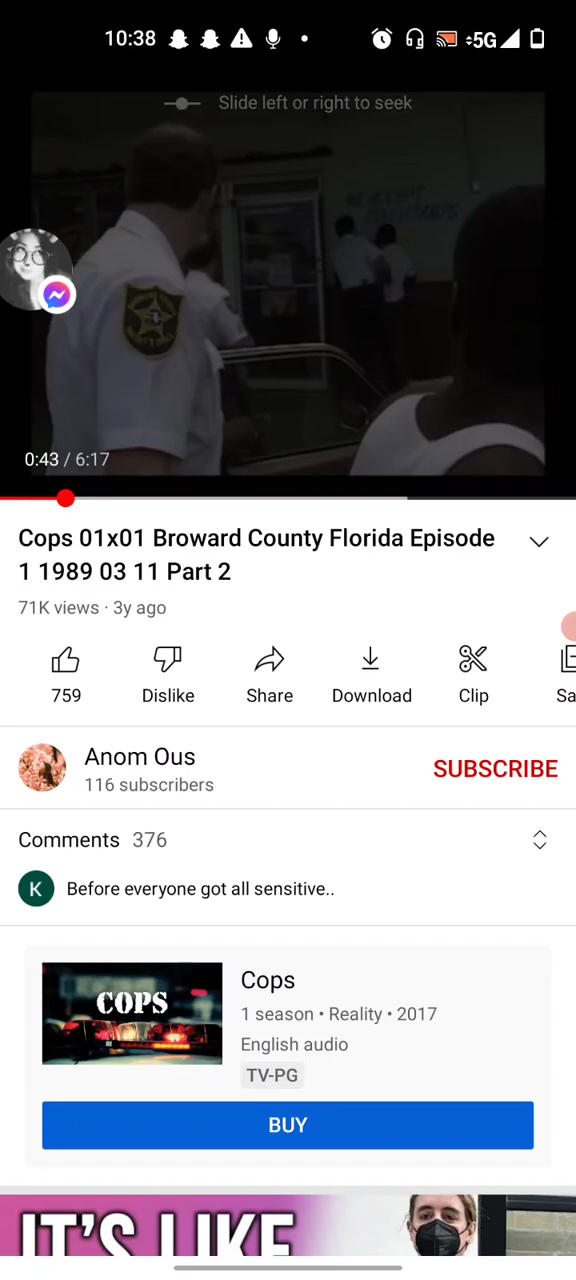 10:38
5G
Slide left or right to seek
0:43 / 6:17
Cops 01x01 Broward County Florida Episode
1 1989 03 11 Part 2
71K views · 3y ago
759
Dislike
Share
Download
Clip
Sa
Anom Ous
116 subscribers
SUBSCRIBE
Comments 376
K
Before everyone got all sensitive..
COPS
Cops
1 season • Reality • 2017
English audio
TV-PG
BUY
IT'S LIKE